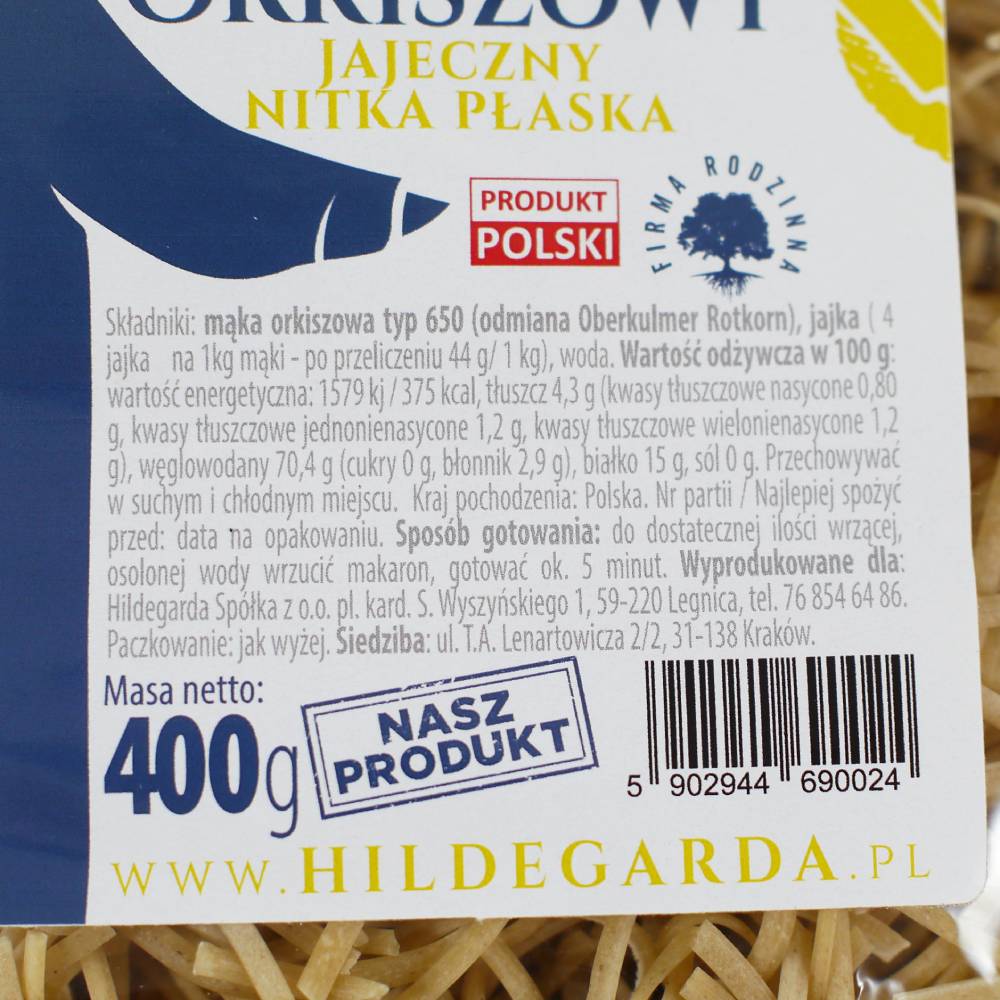 ORKISZOWY
JAJECZNY
NITKA PŁASKA
PRODUKT
POLSKI
FIRMA RODZINNA
Składniki: mąka orkiszowa typ 650 (odmiana Oberkulmer Rotkorn), jajka ( 4
jajka na 1kg mąki - po przeliczeniu 44 g/ 1 kg), woda. Wartość odżywcza w 100 g:
wartość energetyczna: 1579 kj / 375 kcal, tłuszcz 4,3 g (kwasy tłuszczowe nasycone 0,80
g, kwasy tłuszczowe jednonienasycone 1,2 g, kwasy tłuszczowe wielonienasycone 1,2
g), węglowodany 70,4 g (cukry 0 g, błonnik 2,9 g), białko 15 g, sól 0 g. Przechowywać
w suchym i chłodnym miejscu. Kraj pochodzenia: Polska. Nr partii / Najlepiej spożyć
przed: data na opakowaniu. Sposób gotowania: do dostatecznej ilości wrzącej,
osolonej wody wrzucić makaron, gotować ok. 5 minut. Wyprodukowane dla:
Hildegarda Spółka z o.o. pl. kard. S. Wyszyńskiego 1, 59-220 Legnica, tel. 76 854 64 86.
Paczkowanie: jak wyżej. Siedziba: ul. T.A. Lenartowicza 2/2, 31-138 Kraków.
Masa netto:
400g
NASZ
PRODUKT
5 902944 690024
WWW.HILDEGARDA.PL